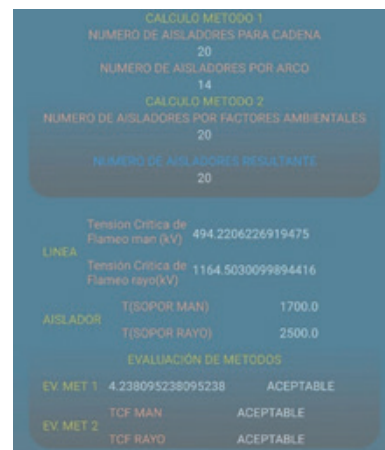 CALCULO METODO 1
NUMERO DE AISLADORES PARA CADENA
20
NUMERO DE AISLADORES POR ARCO
14
CALCULO METODO 2
NUMERO DE AISLADORES POR FACTORES AMBIENTALES
20
NUMERO DE AISLADORES RESULTANTE
20
LINEA
Tensión Critica de
Flameo man (kV)
494.2206226919475
Tensión Critica de
Flameo rayo(kV)
1164.5030099894416
AISLADOR
T(SOPOR MAN) 1700.0
T(SOPOR RAYO) 2500.0
EVALUACIÓN DE METODOS
EV. MET 1 4.238095238095238 ACEPTABLE
EV. MET 2
TCF MAN ACEPTABLE
TCF RAYO ACEPTABLE